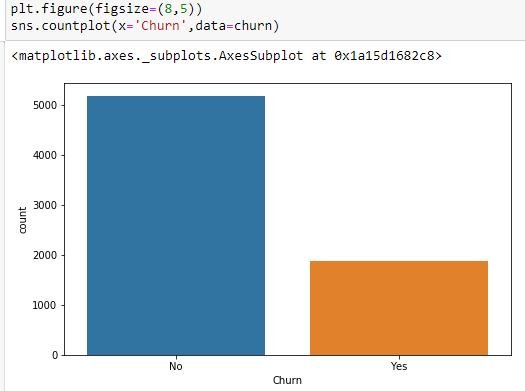 plt.figure(figsize=(8,5))
sns.countplot(x='Churn',data=churn)
<matplotlib.axes._subplots.AxesSubplot at 0x1a15d1682c8>
5000
4000
3000
2000
1000
0
count
No Yes
Churn